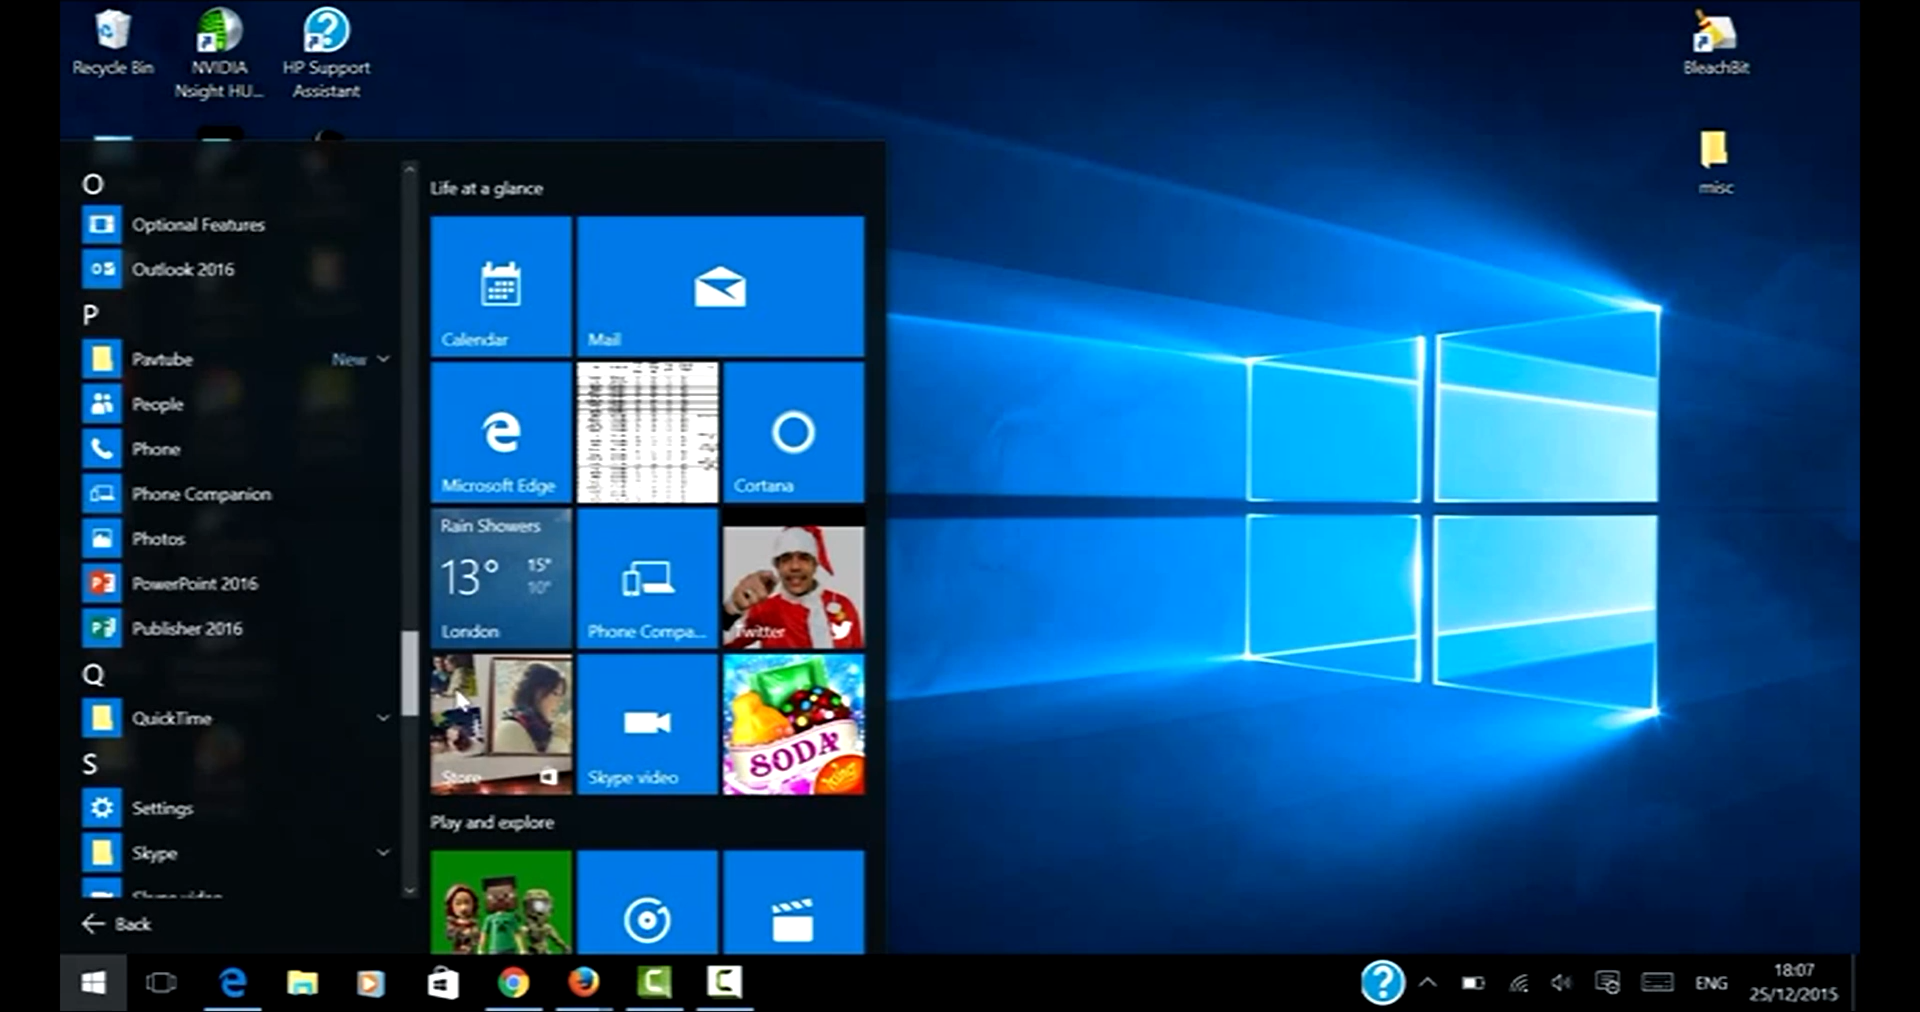 Recycle Bin
NVIDIA
Nsight HU...
HP Support
Assistant
BleachBit
misc
O
Optional Features
Outlook 2016
P
Pavtube New
People
Phone
Phone Companion
Photos
PowerPoint 2016
Publisher 2016
Q
QuickTime
S
Settings
Skype
Skype video
Back
Life at a glance
Calendar
Mail
Microsoft Edge
Cortana
Rain Showers
13° 15°
10°
London
Phone Compa...
Twitter
Store
Skype video
SODA
King
Play and explore
ENG
18:07
25/12/2015